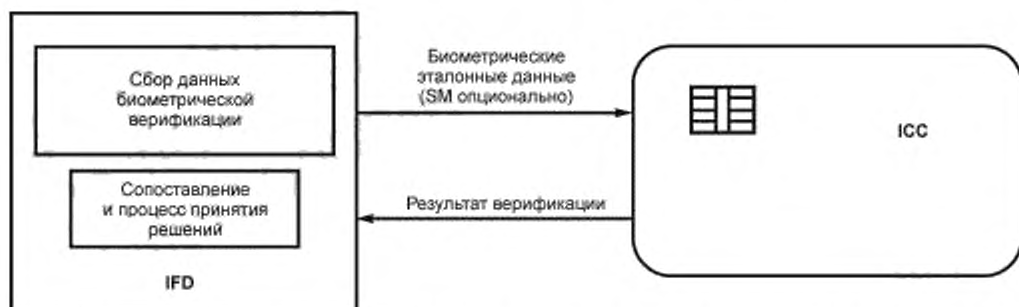 Сбор данных
биометрической
верификации
Сопоставление
и процесс принятия
решений
IFD
Биометрические
эталонные данные
(SM опционально)
Результат верификации
ICC